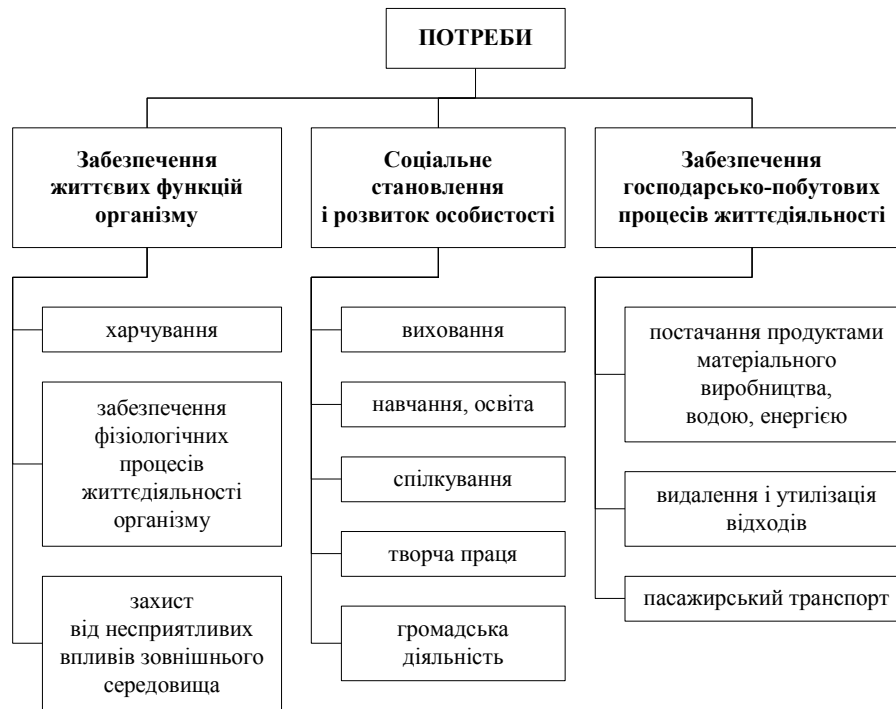 ПОТРЕБИ
Забезпечення
життєвих функцій
організму
харчування
забезпечення
фізіологічних
процесів
життєдіяльності
організму
захист
від несприятливих
впливів зовнішнього
середовища
Соціальне
становлення
і розвиток особистості
виховання
навчання, освіта
спілкування
творча праця
громадська
діяльність
Забезпечення
господарсько-побутових
процесів життєдіяльності
постачання продуктами
матеріального
виробництва,
водою, енергією
видалення і утилізація
відходів
пасажирський транспорт